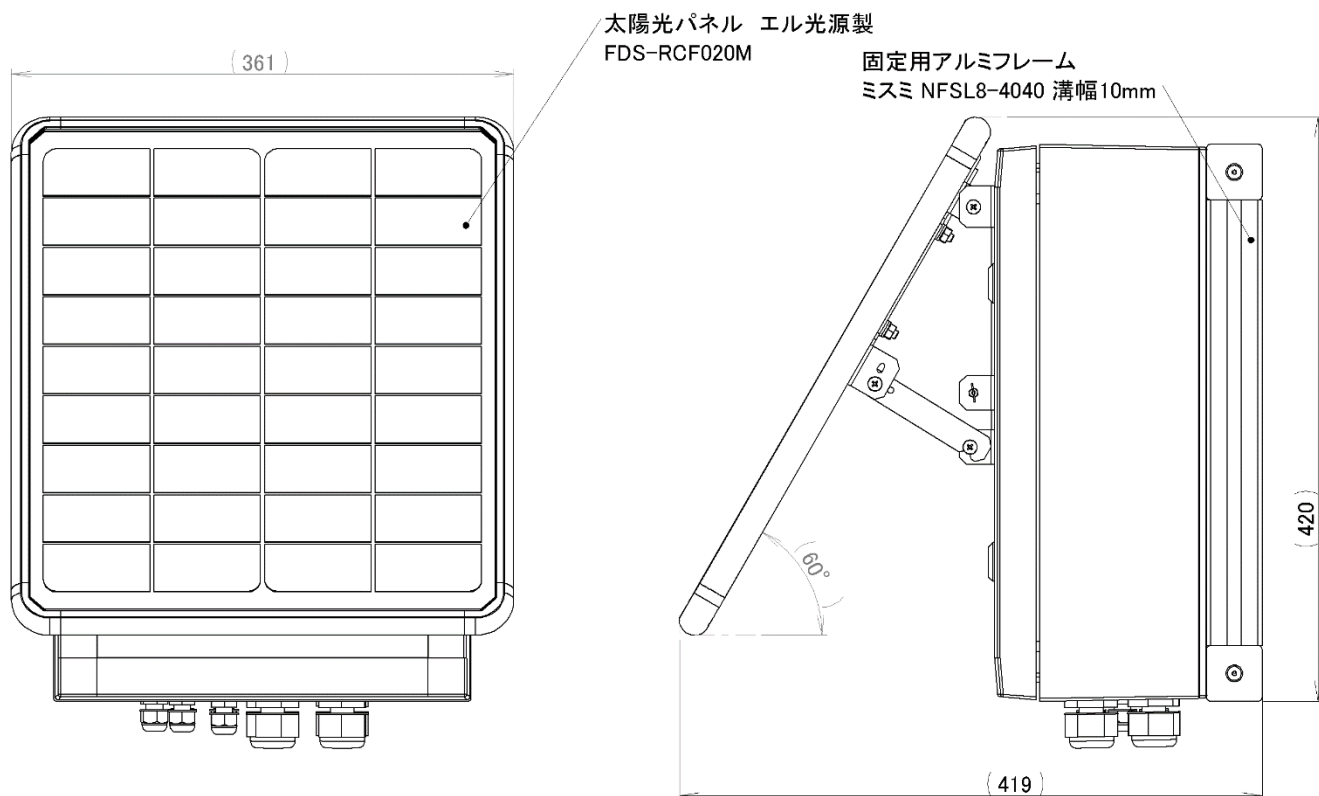 太陽光パネル エル光源製
FDS-RCF020M
固定用アルミフレーム
ミスミ NFSL8-4040 溝幅10mm
(361)
(60°)
(420)
(419)